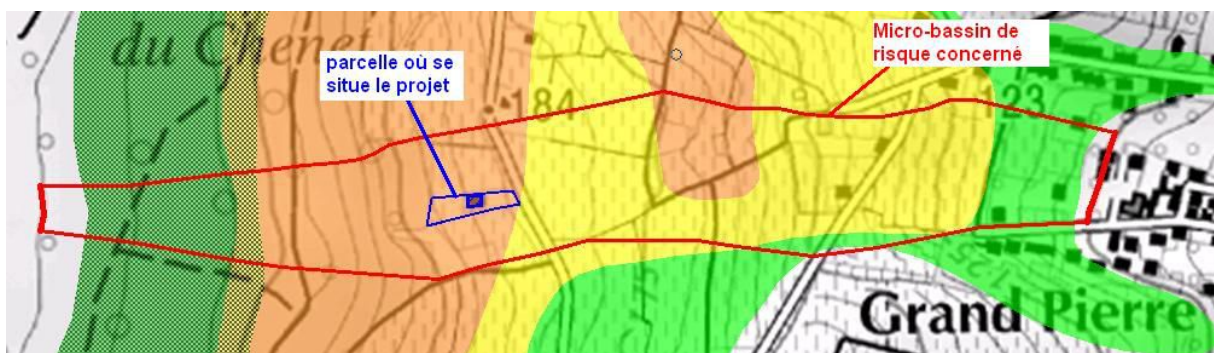 du Chenet
parcelle où se
situe le projet
184
Micro-bassin de
risque concerné
123
Grand Pierre